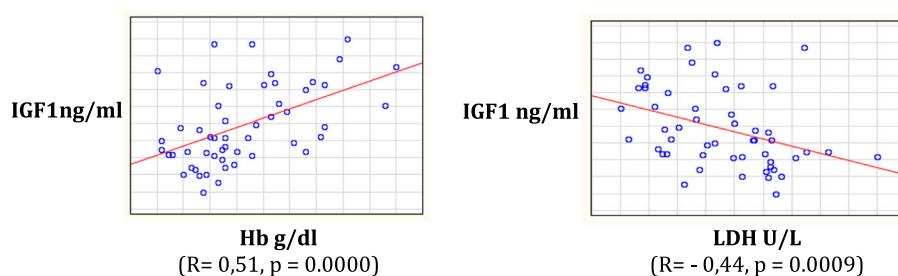 IGF1ng/ml
Hb g/dl
(R= 0,51, p = 0.0000)
IGF1 ng/ml
LDH U/L
(R= - 0,44, p = 0.0009)